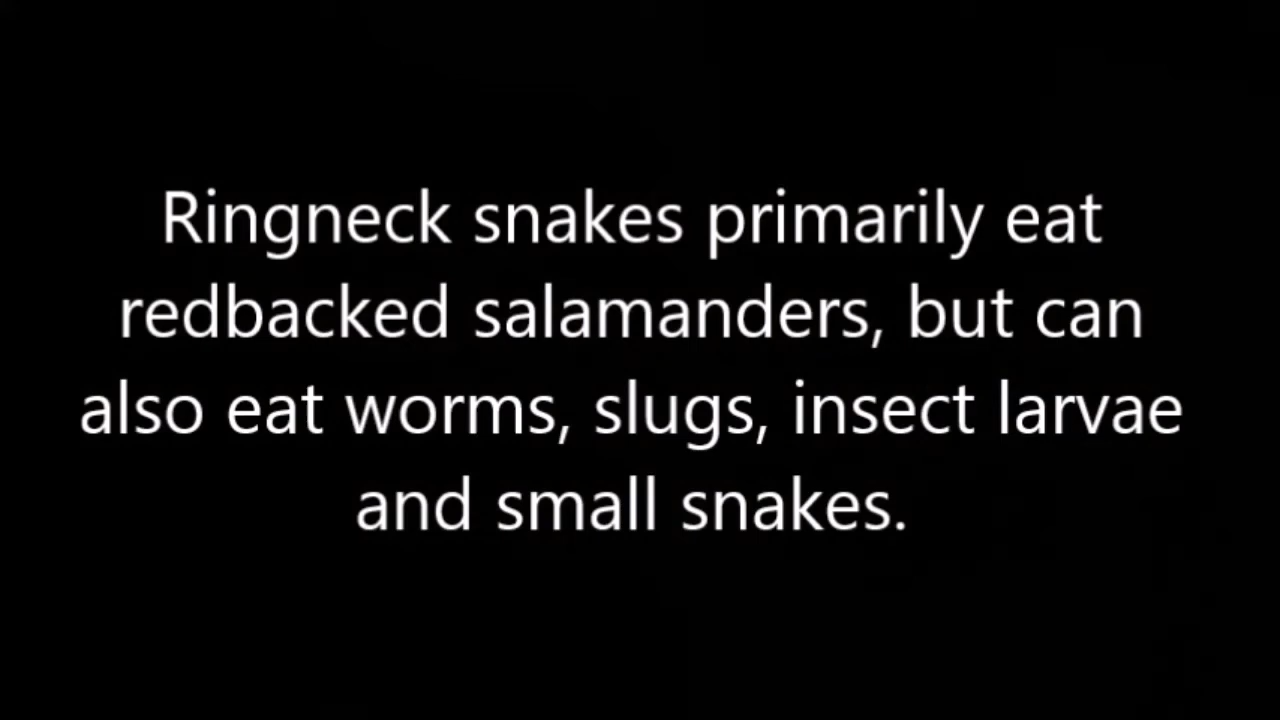 Ringneck snakes primarily eat
redbacked salamanders, but can
also eat worms, slugs, insect larvae
and small snakes.